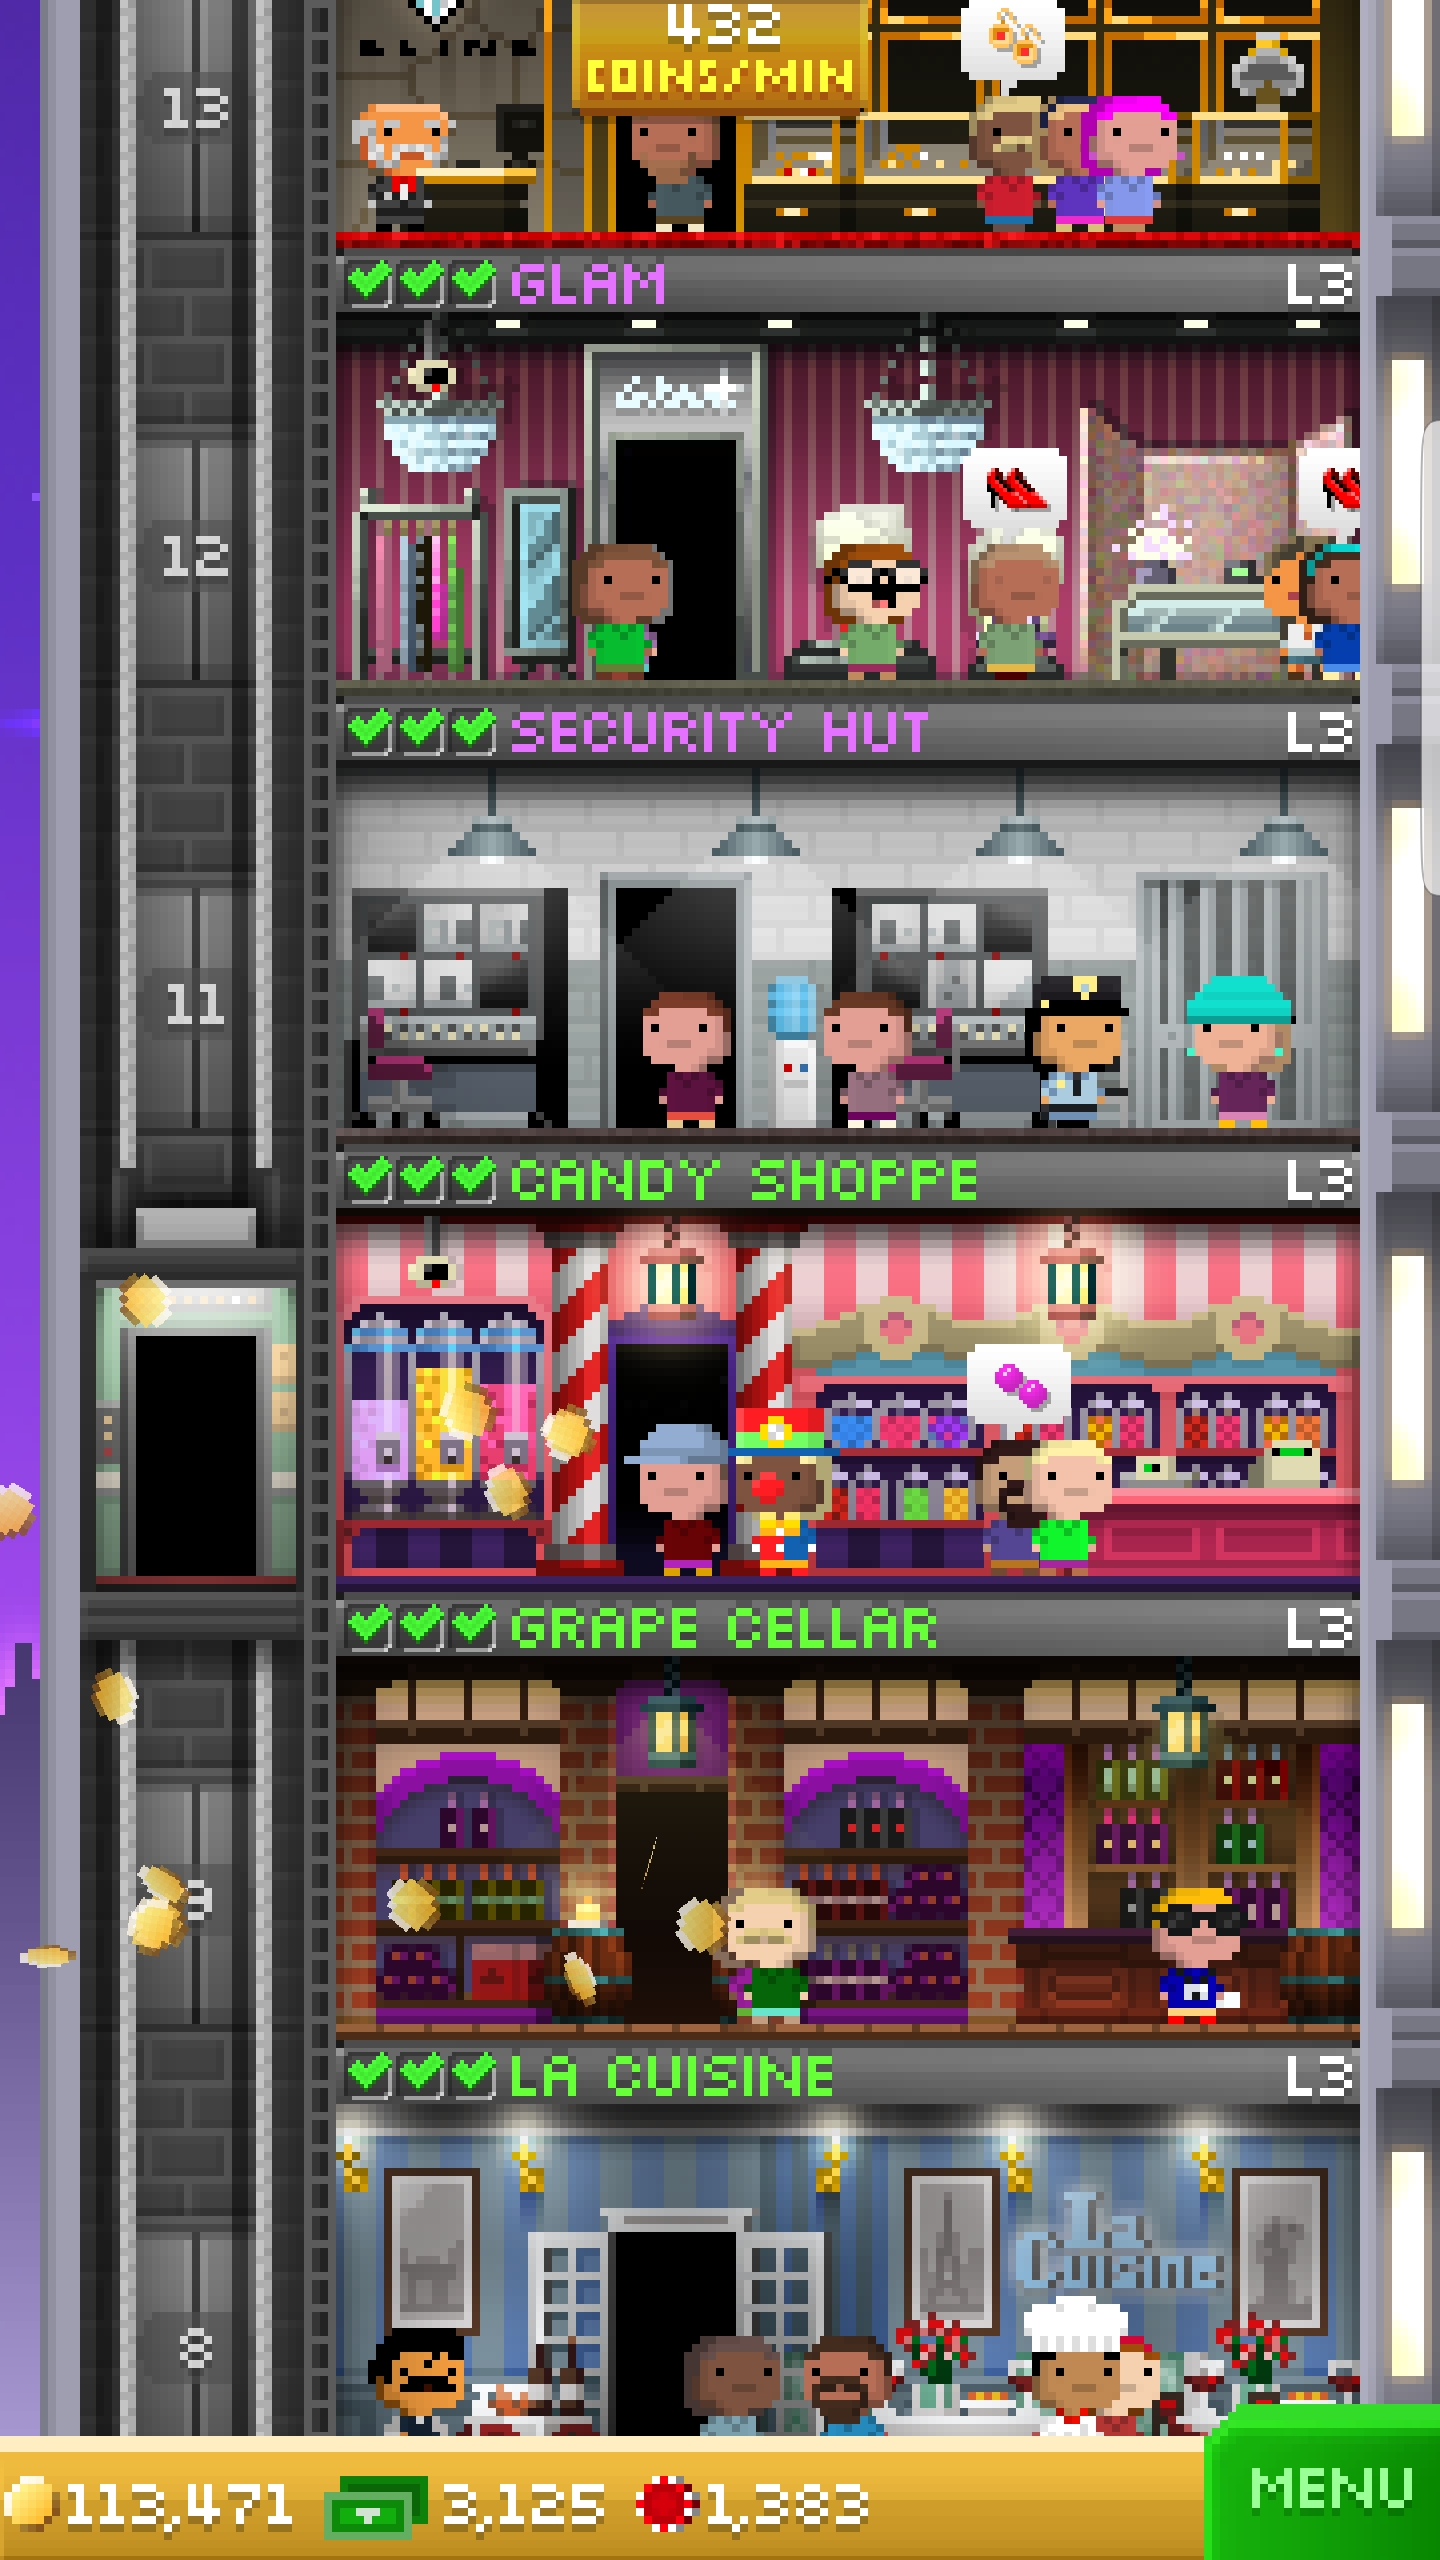 432
COINS/MIN
13
GLAM L3
12
SECURITY HUT L3
11
CANDY SHOPPE L3
GRAPE CELLAR L3
9
LA CUISINE L3
La
Cuisine
8
113,471 3,125 1,383
MENU